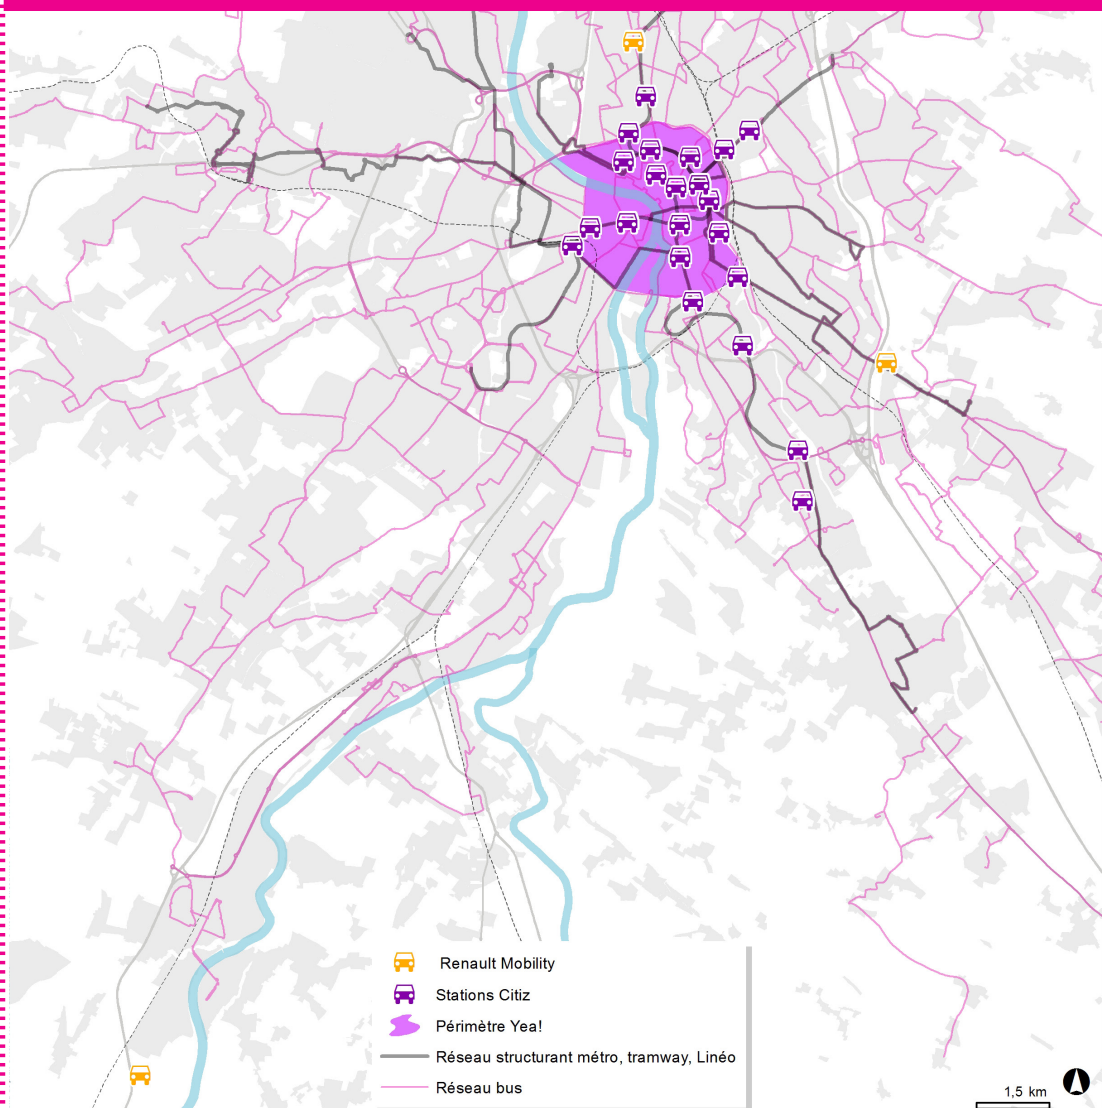 Renault Mobility
Stations Citiz
Périmètre Yea!
Réseau structurant métro, tramway, Linéo
Réseau bus
1,5 km